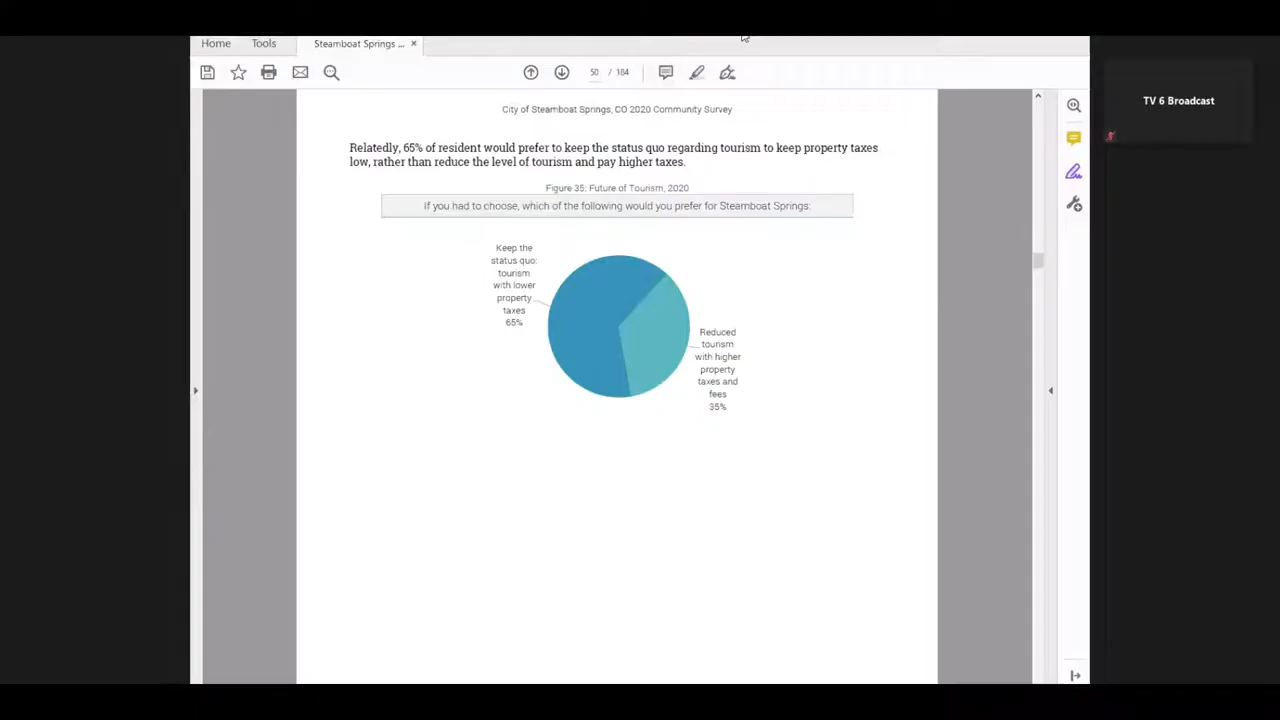 Home Tools Steamboat Springs ... ×
50 / 184
TV 6 Broadcast
City of Steamboat Springs, CO 2020 Community Survey
Relatedly, 65% of resident would prefer to keep the status quo regarding tourism to keep property taxes
low, rather than reduce the level of tourism and pay higher taxes.
Figure 35: Future of Tourism, 2020
If you had to choose, which of the following would you prefer for Steamboat Springs:
Keep the
status quo:
tourism
with lower
property
taxes
65%
Reduced
tourism
with higher
property
taxes and
fees
35%